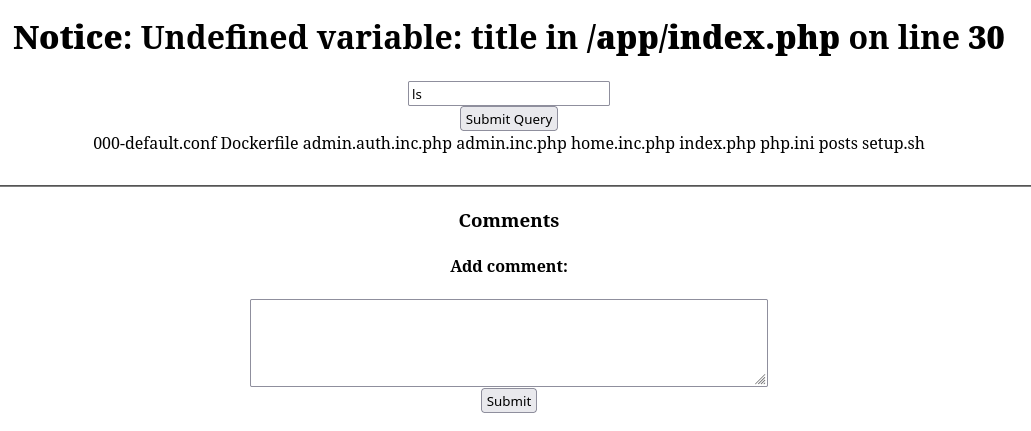 Notice: Undefined variable: title in /app/index.php on line 30
ls
Submit Query
000-default.conf Dockerfile admin.auth.inc.php admin.inc.php home.inc.php index.php php.ini posts setup.sh
Comments
Add comment:
Submit